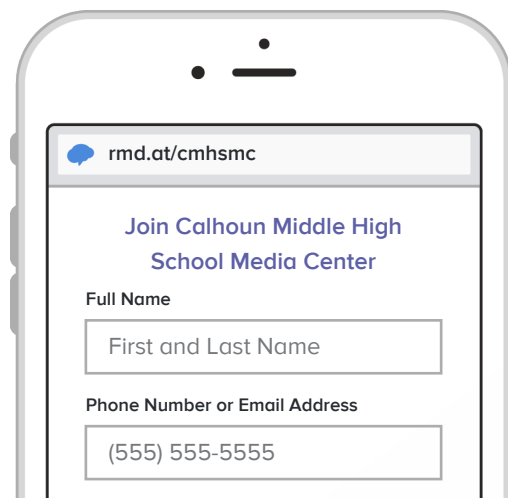 rmd.at/cmhsmc
Join Calhoun Middle High
School Media Center
Full Name
First and Last Name
Phone Number or Email Address
(555) 555-5555